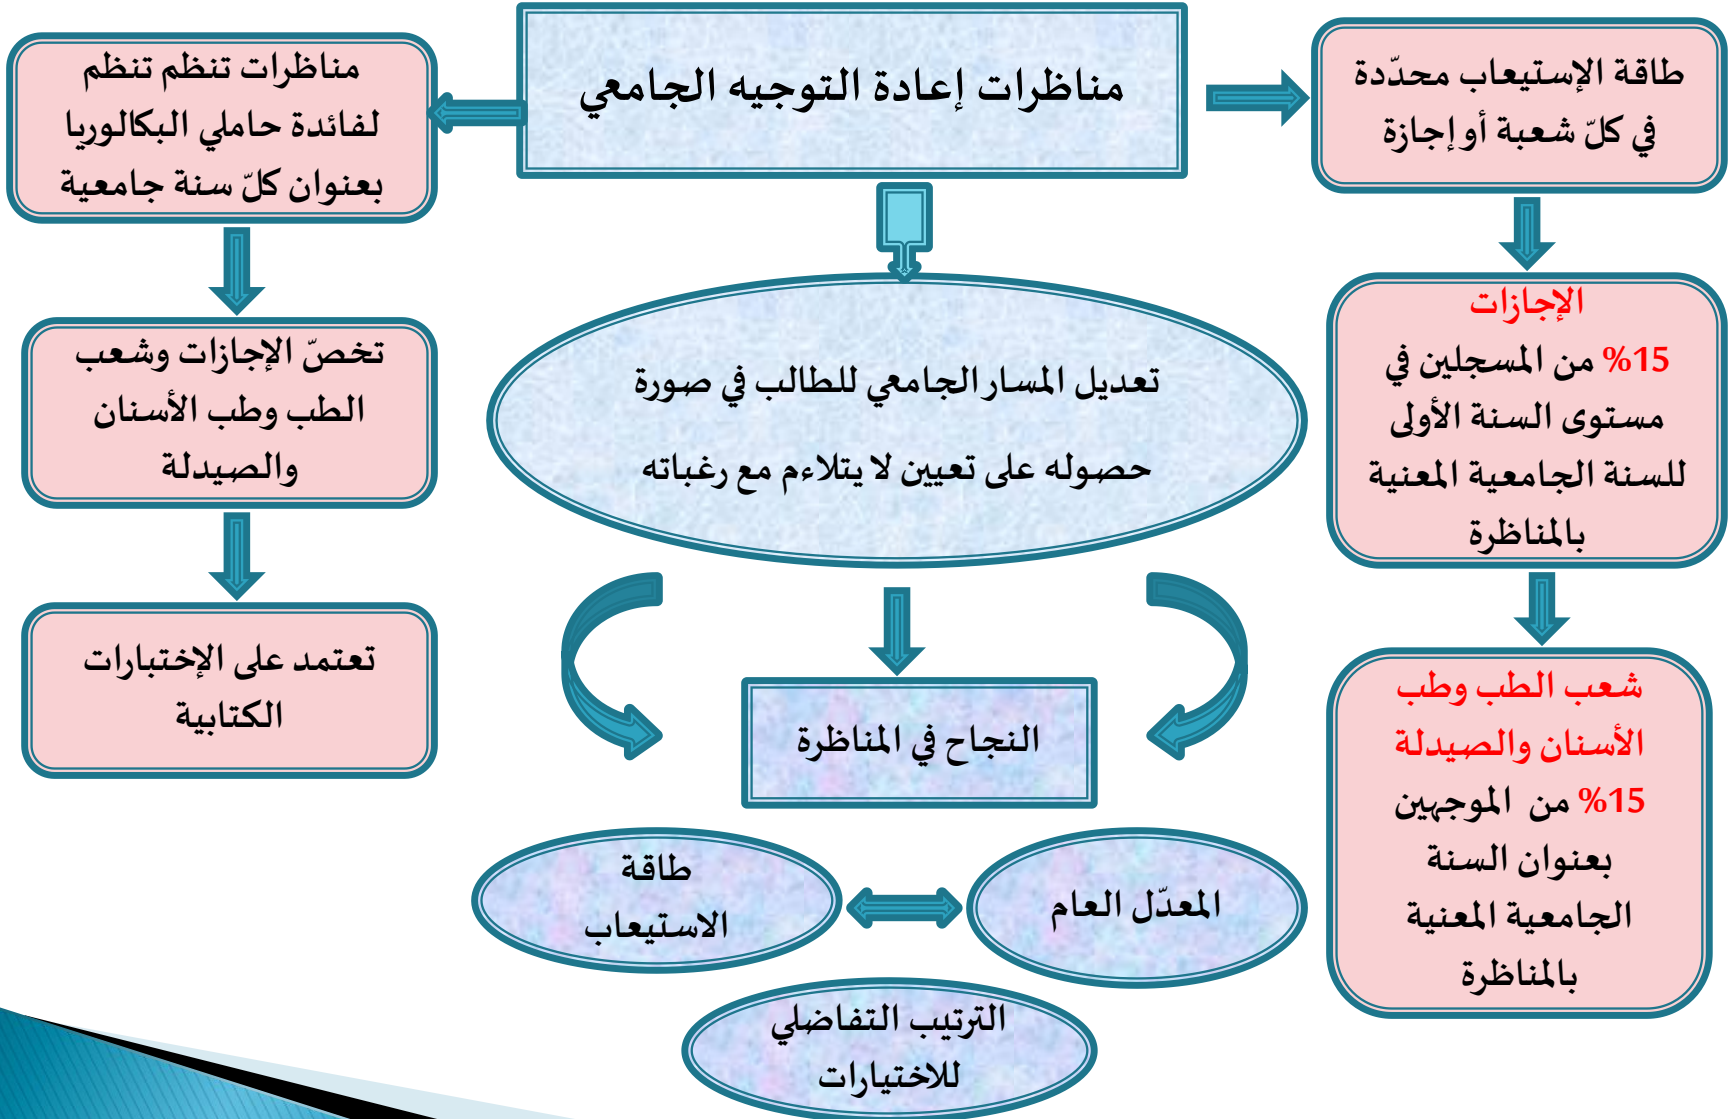 مناظرات إعادة التوجيه الجامعي
طاقة الإستيعاب محدّدة
في كلّ شعبة أو إجازة
الإجازات
15% من المسجلين في
مستوى السنة الأولى
للسنة الجامعية المعنية
بالمناظرة
شعب الطب وطب
الأسنان والصيدلة
15% من الموجهين
بعنوان السنة
الجامعية المعنية
بالمناظرة
تعديل المسار الجامعي للطالب في صورة
حصوله على تعيين لا يتلاءم مع رغباته
النجاح في المناظرة
المعدّل العام
طاقة
الاستيعاب
الترتيب التفاضلي
للاختيارات
مناظرات تنظم تنظم
لفائدة حاملي البكالوريا
بعنوان كلّ سنة جامعية
تخصّ الإجازات وشعب
الطب وطب الأسنان
والصيدلة
تعتمد على الإختبارات
الكتابية